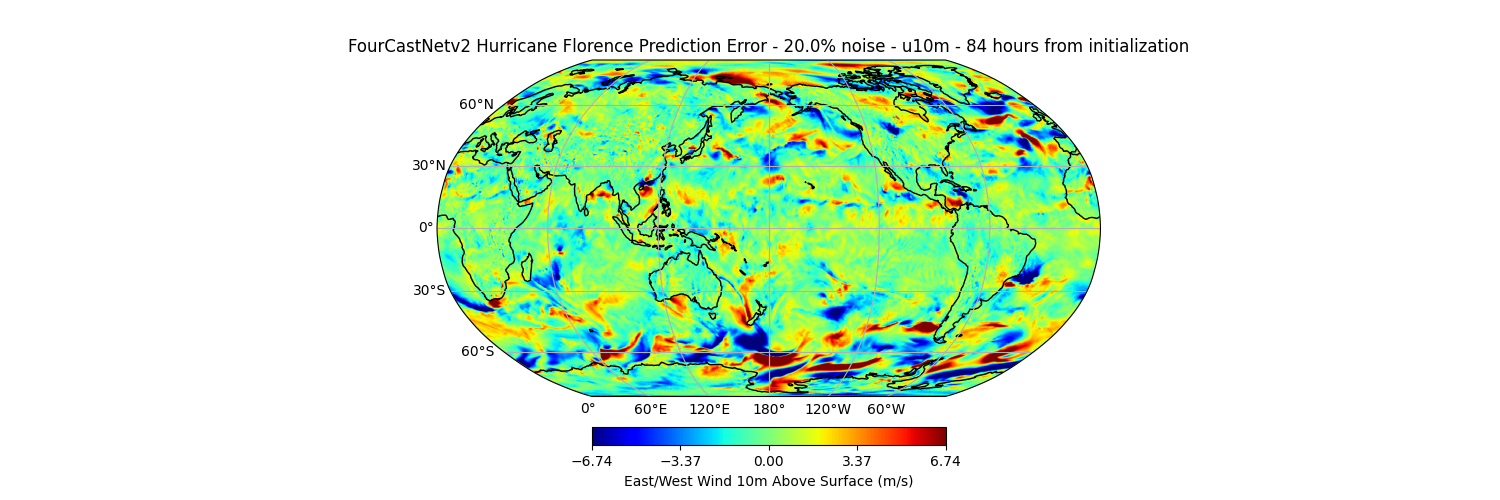 FourCastNetv2 Hurricane Florence Prediction Error - 20.0% noise - u10m - 84 hours from initialization
60°N
30°N
0°
30°S
60°S
0° 60°E 120°E 180° 120°W 60°W
−6.74 −3.37 0.00 3.37 6.74
East/West Wind 10m Above Surface (m/s)